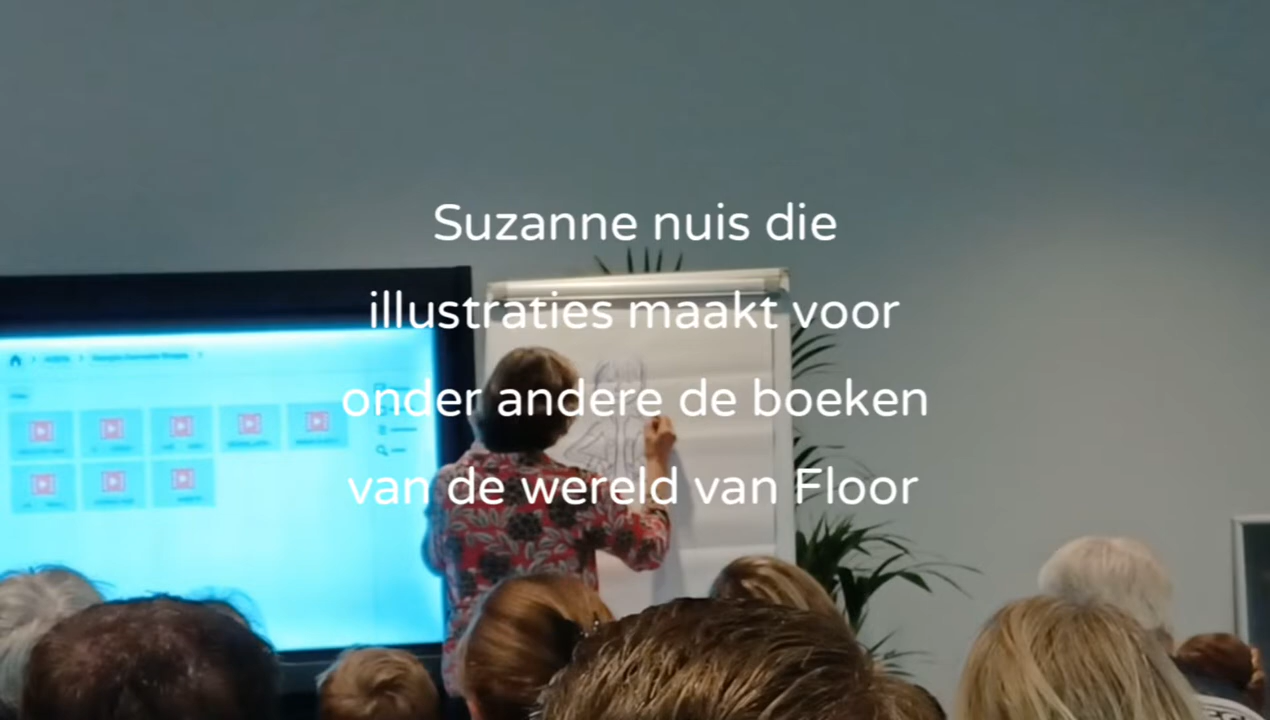 Suzanne nuis die
illustraties maakt voor
onder andere de boeken
van de wereld van Floor